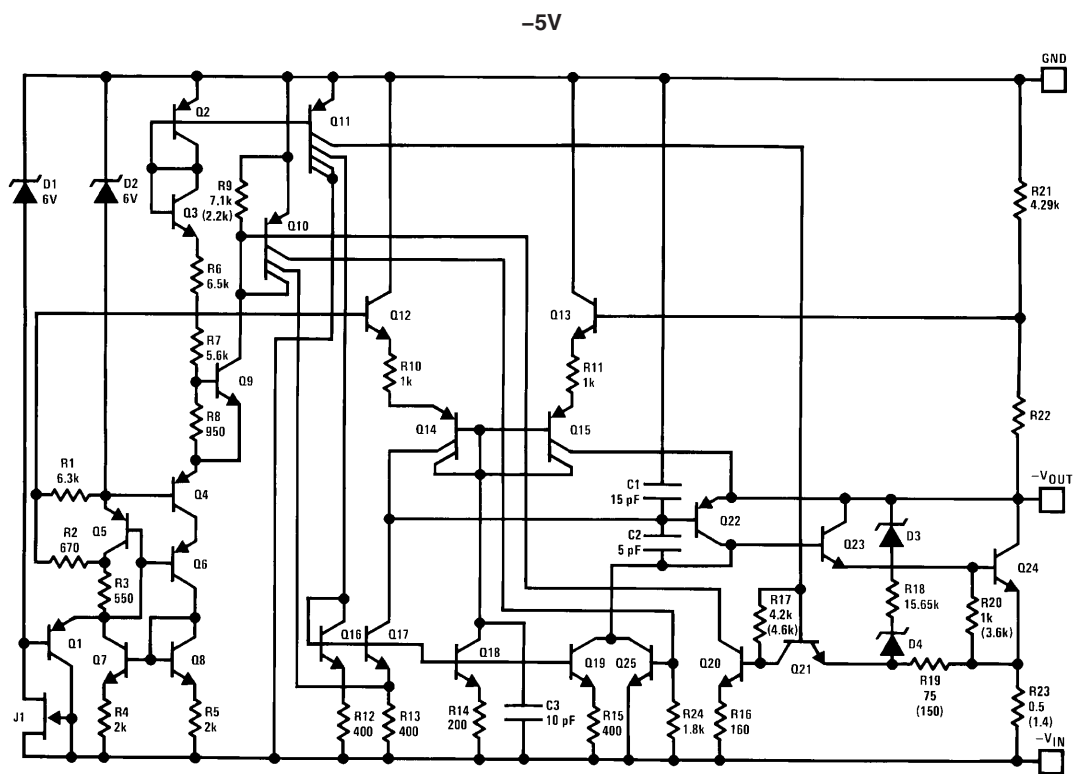 –5V
GND
Q2
Q11
D1
6V
D2
6V
R9
7.1k
(2.2k)
R21
4.29k
Q3
Q10
R6
6.5k
Q12
Q13
R7
5.6k
R10
1k
R11
1k
Q9
R8
950
Q14
Q15
R22
R1
6.3k
Q4
C1
15 pF
–VOUT
Q5
Q22
R2
670
C2
5 pF
Q23
D3
Q6
Q24
R3
550
R18
15.65k
R17
4.2k
(4.6k)
R20
1k
(3.6k)
Q1
Q16
Q17
D4
Q7
Q8
Q18
Q19
Q25
Q20
Q21
R19
75
(150)
J1
R4
2k
R5
2k
R12
400
R13
400
R14
200
C3
10 pF
R15
400
R24
1.8k
R16
160
R23
0.5
(1.4)
–VIN